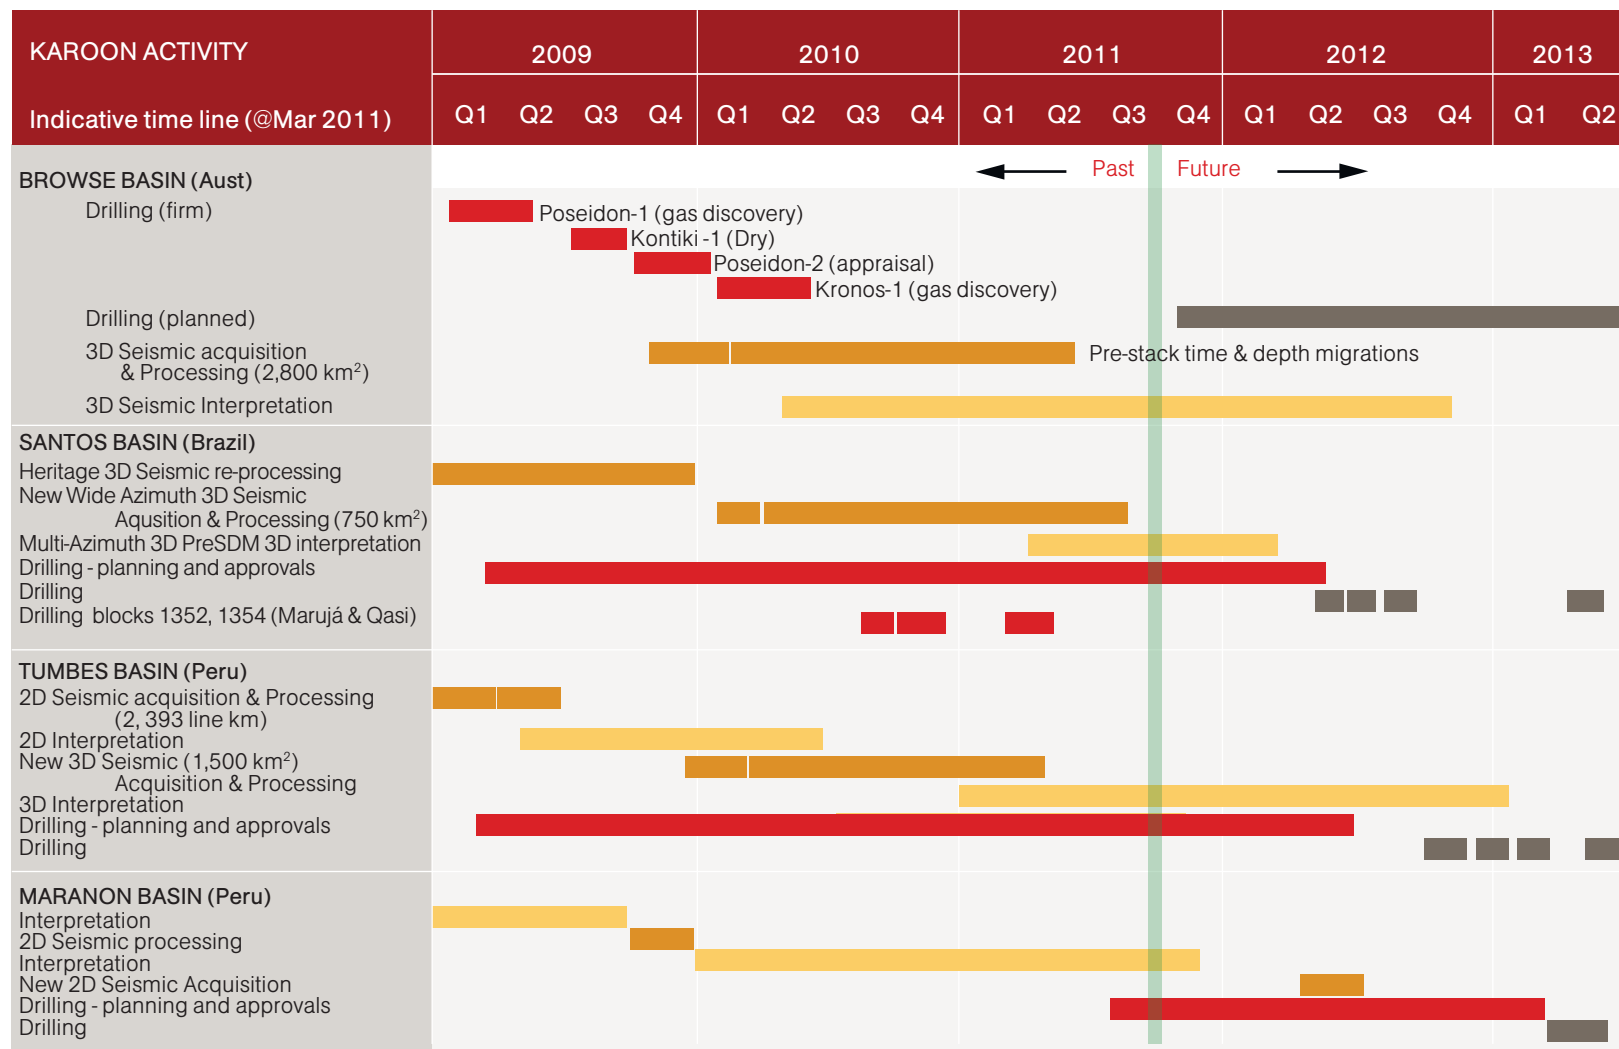 KAROON ACTIVITY
2009 2010 2011 2012 2013
Indicative time line (@Mar 2011)
Q1 Q2 Q3 Q4 Q1 Q2 Q3 Q4 Q1 Q2 Q3 Q4 Q1 Q2 Q3 Q4 Q1 Q2
Past Future
BROWSE BASIN (Aust)
Drilling (firm)
Poseidon-1 (gas discovery)
Kontiki -1 (Dry)
Poseidon-2 (appraisal)
Kronos-1 (gas discovery)
Drilling (planned)
3D Seismic acquisition
& Processing (2,800 km²)
Pre-stack time & depth migrations
3D Seismic Interpretation
SANTOS BASIN (Brazil)
Heritage 3D Seismic re-processing
New Wide Azimuth 3D Seismic
Aqusition & Processing (750 km²)
Multi-Azimuth 3D PreSDM 3D interpretation
Drilling - planning and approvals
Drilling
Drilling blocks 1352, 1354 (Marujá & Qasi)
TUMBES BASIN (Peru)
2D Seismic acquisition & Processing
(2, 393 line km)
2D Interpretation
New 3D Seismic (1,500 km²)
Acquisition & Processing
3D Interpretation
Drilling - planning and approvals
Drilling
MARANON BASIN (Peru)
Interpretation
2D Seismic processing
Interpretation
New 2D Seismic Acquisition
Drilling - planning and approvals
Drilling